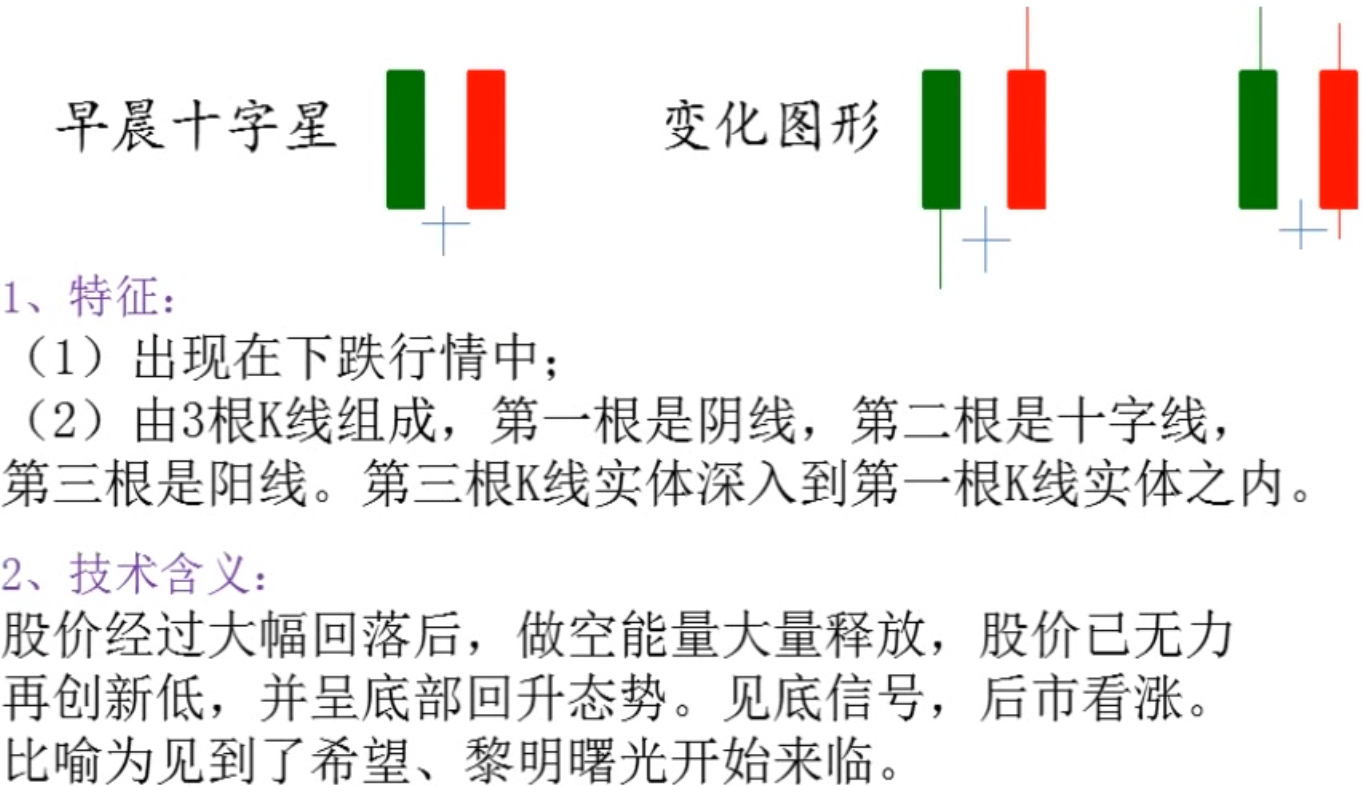 早晨十字星
变化图形
1、特征：
（1）出现在下跌行情中；
（2）由3根K线组成，第一根是阴线，第二根是十字线，
第三根是阳线。第三根K线实体深入到第一根K线实体之内。
2、技术含义：
股价经过大幅回落后，做空能量大量释放，股价已无力
再创新低，并呈底部回升态势。见底信号，后市看涨。
比喻为见到了希望、黎明曙光开始来临。